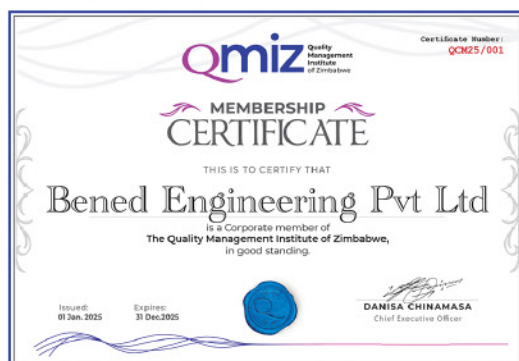 Qmiz
Quality
Management
Institute
of Zimbabwe
Certificate Number:
QCM25/001
MEMBERSHIP
CERTIFICATE
THIS IS TO CERTIFY THAT
Bened Engineering Pvt Ltd
is a Corporate member of
The Quality Management Institute of Zimbabwe,
in good standing.
Issued:
01 Jan. 2025
Expires:
31 Dec.2025
DANISA CHINAMASA
Chief Executive Officer